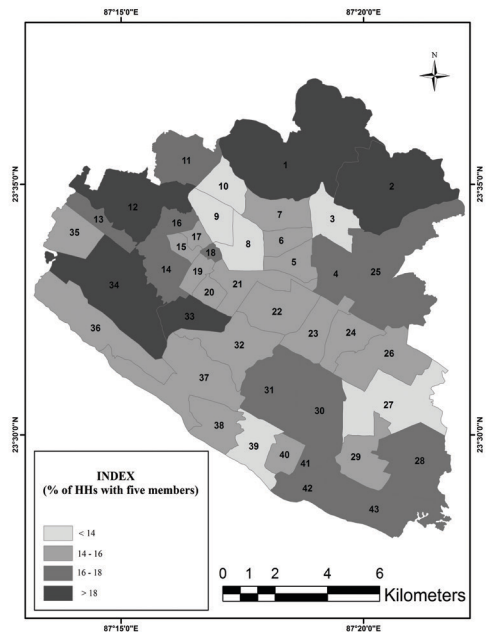 87°15'0"E 87°20'0"E
N
1
11
2
10
23°35'0"N 23°35'0"N
12
7
13 9 3
16
35 17 8 6
15 18
5
14 19 4 25
34 20 21
22
33
23 24
36 32
26
37
31
27
30
38
23°30'0"N 23°30'0"N
39
40 29 28
41
42
43
INDEX
(% of HHs with five members)
< 14
14 - 16
16 - 18
> 18
0 1 2 4 6
Kilometers
87°15'0"E 87°20'0"E